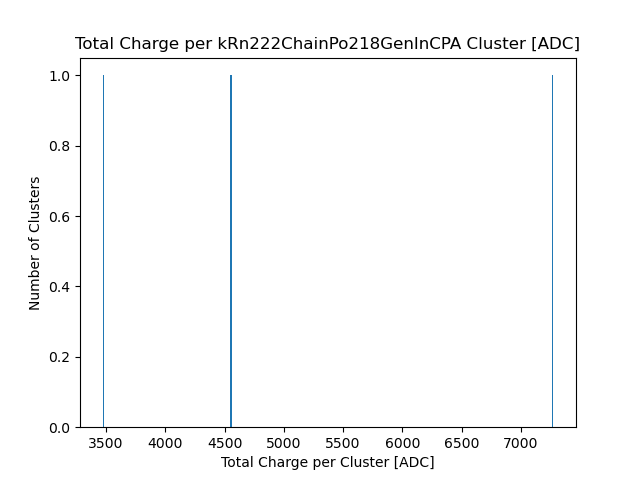 Total Charge per kRn222ChainPo218GenInCPA Cluster [ADC]
1.0
0.8
0.6
0.4
0.2
0.0
Number of Clusters
3500 4000 4500 5000 5500 6000 6500 7000
Total Charge per Cluster [ADC]